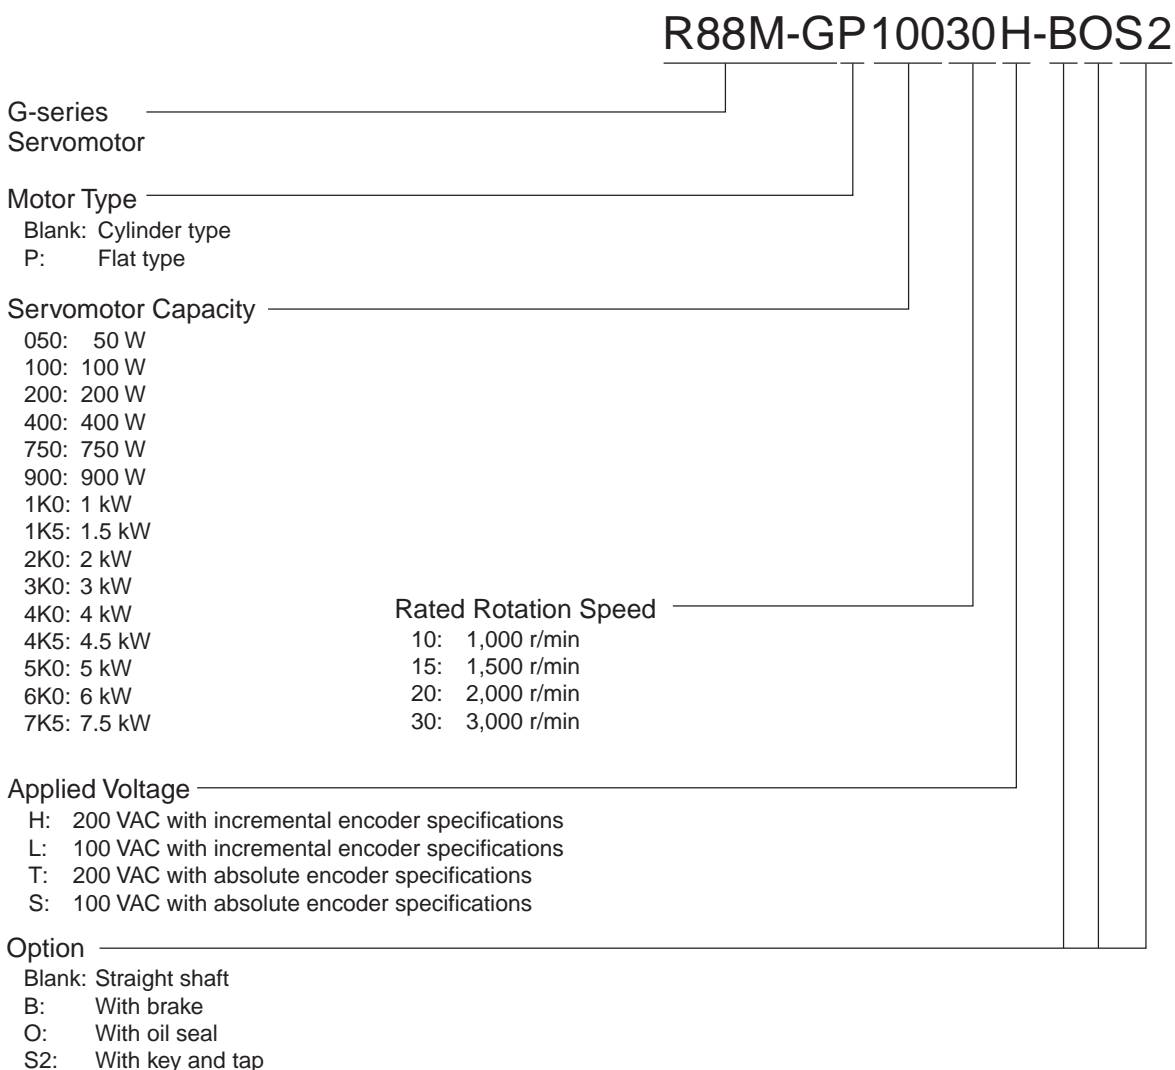 R88M-GP10030H-BOS2
G-series
Servomotor
Motor Type
Blank: Cylinder type
P: Flat type
Servomotor Capacity
050: 50 W
100: 100 W
200: 200 W
400: 400 W
750: 750 W
900: 900 W
1K0: 1 kW
1K5: 1.5 kW
2K0: 2 kW
3K0: 3 kW
4K0: 4 kW
4K5: 4.5 kW
5K0: 5 kW
6K0: 6 kW
7K5: 7.5 kW
Rated Rotation Speed
10: 1,000 r/min
15: 1,500 r/min
20: 2,000 r/min
30: 3,000 r/min
Applied Voltage
H: 200 VAC with incremental encoder specifications
L: 100 VAC with incremental encoder specifications
T: 200 VAC with absolute encoder specifications
S: 100 VAC with absolute encoder specifications
Option
Blank: Straight shaft
B: With brake
O: With oil seal
S2: With key and tap